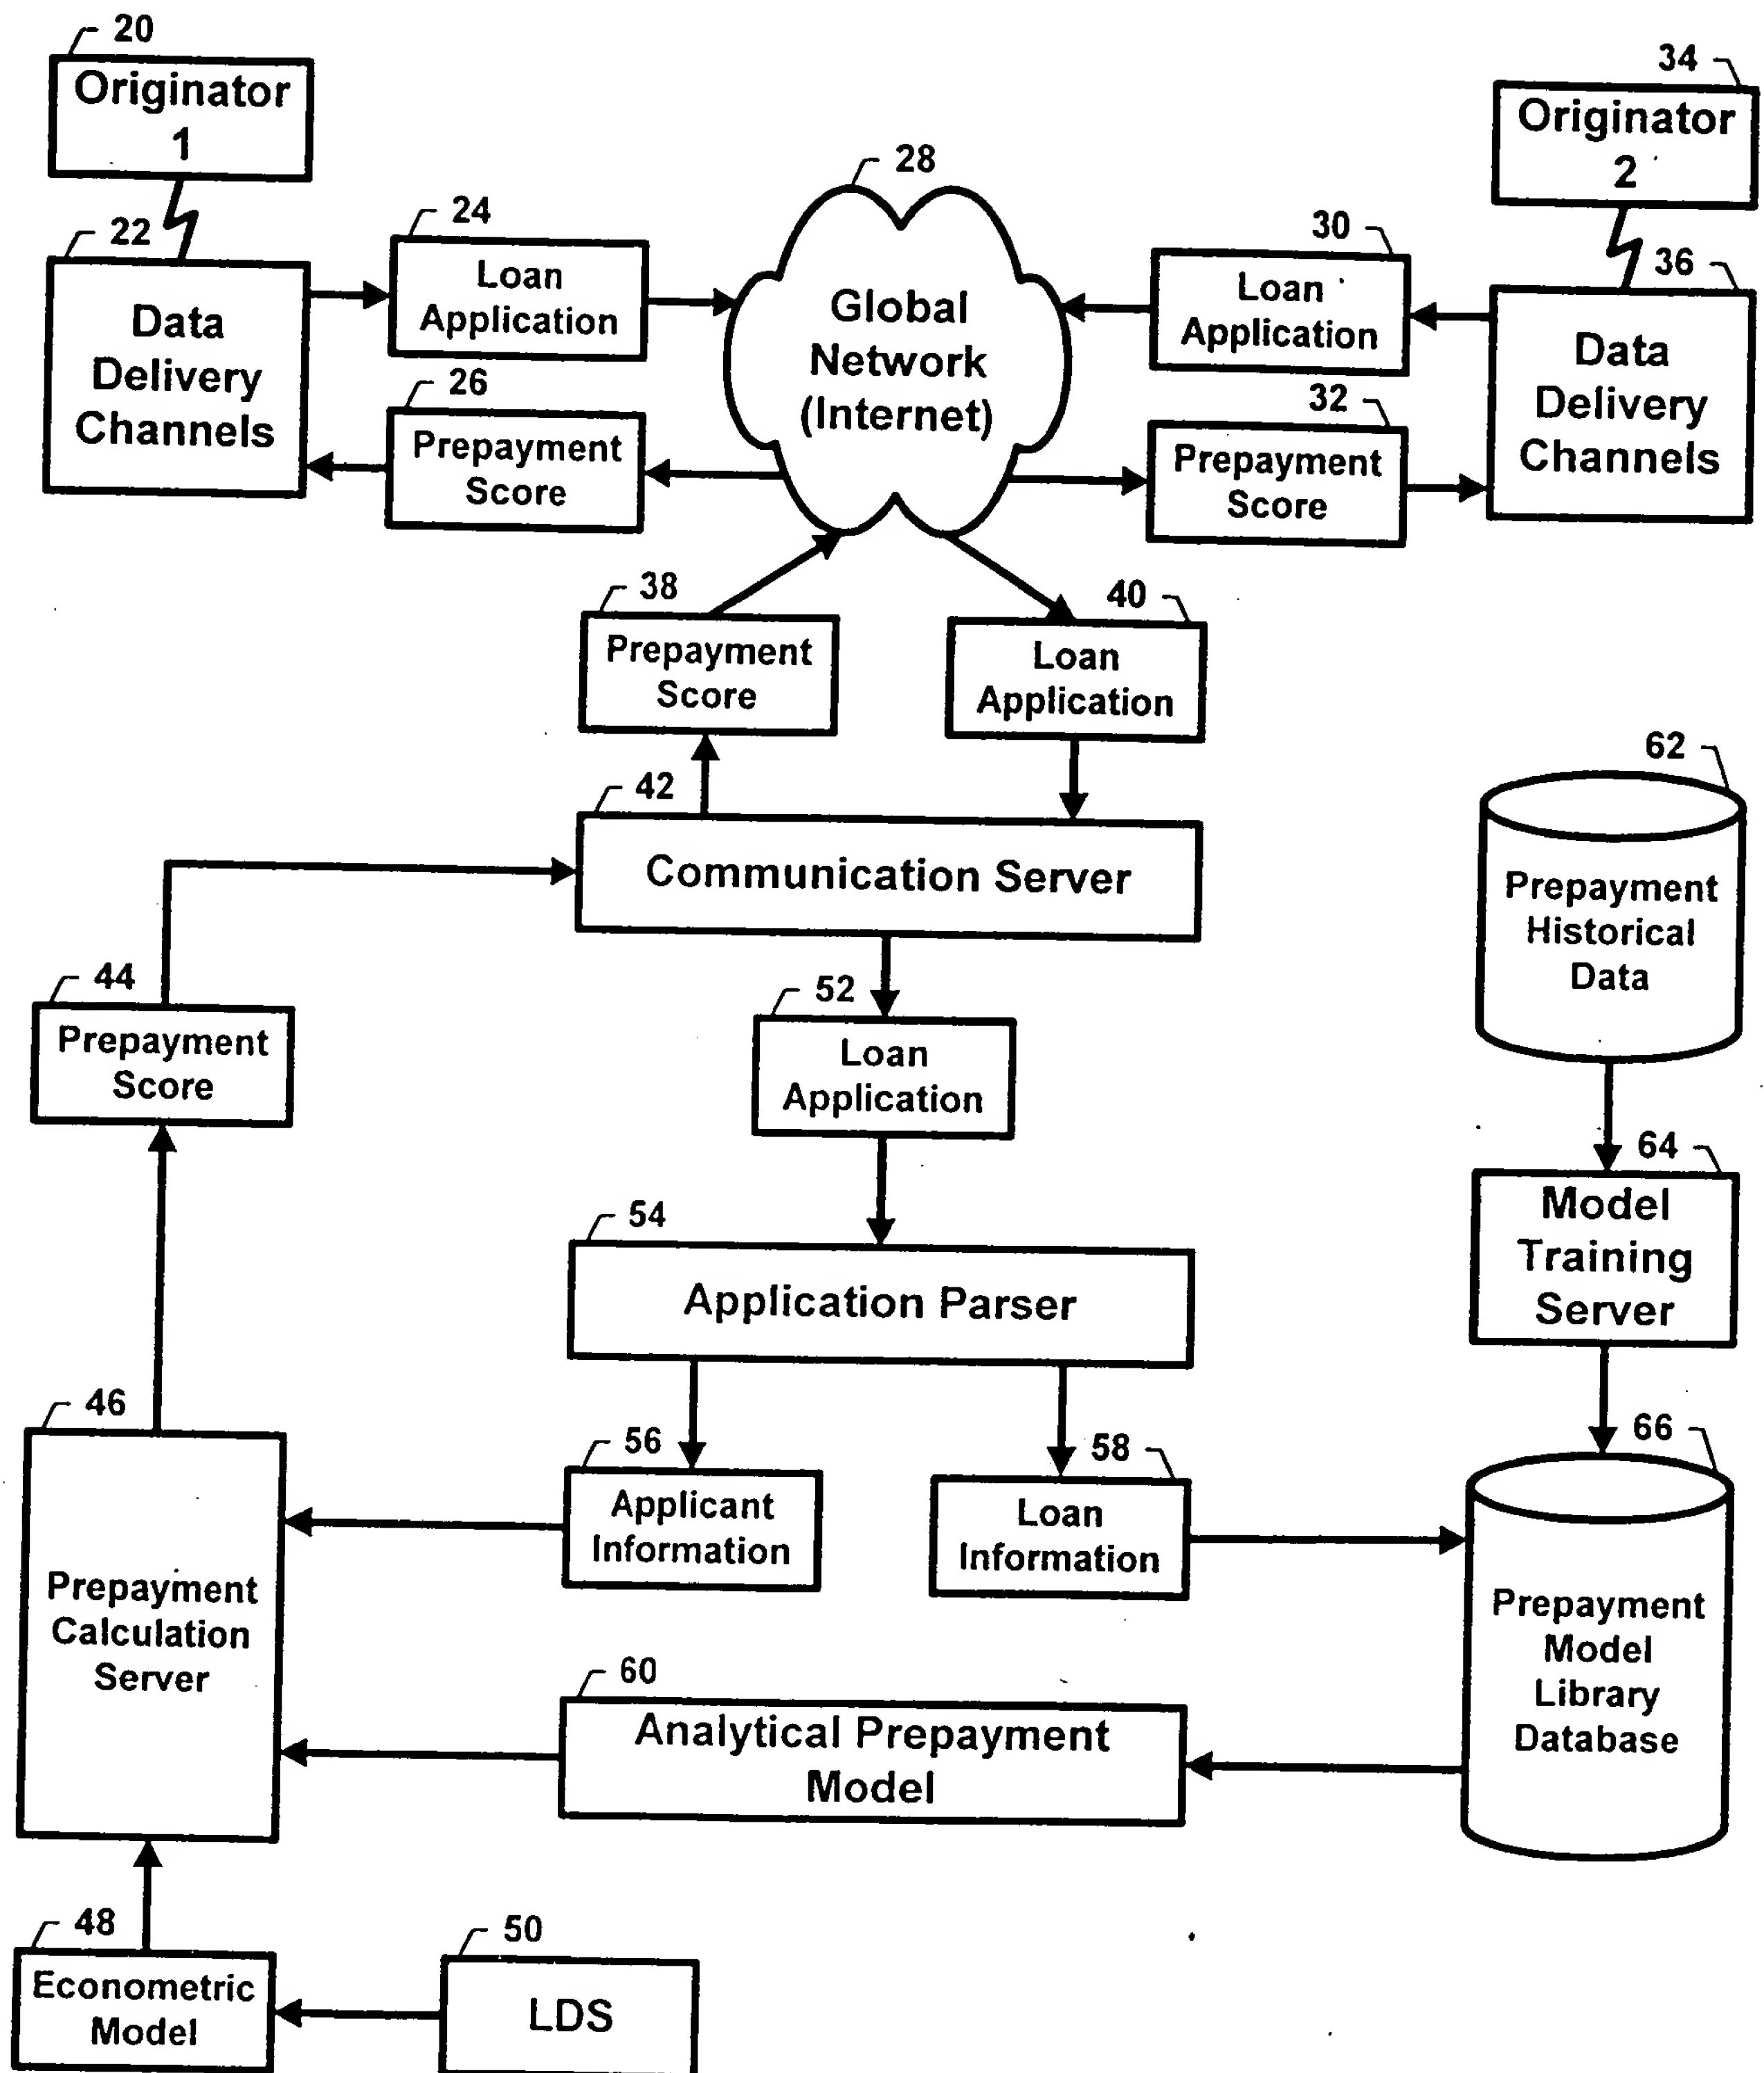 20
Originator
1
34
Originator
2
28
22
Data
Delivery
Channels
24
Loan
Application
26
Prepayment
Score
Global
Network
(Internet)
30
Loan
Application
32
Prepayment
Score
36
Data
Delivery
Channels
38
Prepayment
Score
40
Loan
Application
42
Communication Server
62
Prepayment
Historical
Data
44
Prepayment
Score
52
Loan
Application
64
Model
Training
Server
54
Application Parser
46
Prepayment
Calculation
Server
56
Applicant
Information
58
Loan
Information
66
Prepayment
Model
Library
Database
60
Analytical Prepayment
Model
48
Econometric
Model
50
LDS